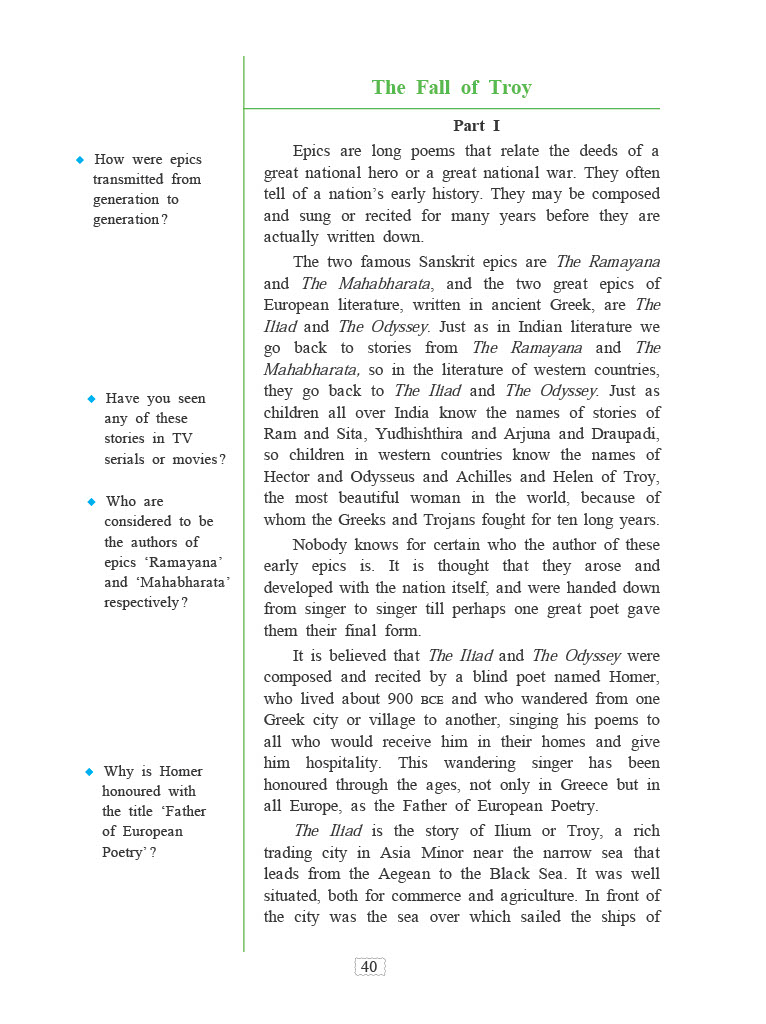 The Fall of Troy
Part I
Epics are long poems that relate the deeds of a
great national hero or a great national war. They often
tell of a nation’s early history. They may be composed
and sung or recited for many years before they are
actually written down.
The two famous Sanskrit epics are The Ramayana
and The Mahabharata, and the two great epics of
European literature, written in ancient Greek, are The
Iliad and The Odyssey. Just as in Indian literature we
go back to stories from The Ramayana and The
Mahabharata, so in the literature of western countries,
they go back to The Iliad and The Odyssey. Just as
children all over India know the names of stories of
Ram and Sita, Yudhishthira and Arjuna and Draupadi,
so children in western countries know the names of
Hector and Odysseus and Achilles and Helen of Troy,
the most beautiful woman in the world, because of
whom the Greeks and Trojans fought for ten long years.
Nobody knows for certain who the author of these
early epics is. It is thought that they arose and
developed with the nation itself, and were handed down
from singer to singer till perhaps one great poet gave
them their final form.
It is believed that The Iliad and The Odyssey were
composed and recited by a blind poet named Homer,
who lived about 900 BCE and who wandered from one
Greek city or village to another, singing his poems to
all who would receive him in their homes and give
him hospitality. This wandering singer has been
honoured through the ages, not only in Greece but in
all Europe, as the Father of European Poetry.
The Iliad is the story of Ilium or Troy, a rich
trading city in Asia Minor near the narrow sea that
leads from the Aegean to the Black Sea. It was well
situated, both for commerce and agriculture. In front of
the city was the sea over which sailed the ships of
◆ How were epics
transmitted from
generation to
generation?
◆ Have you seen
any of these
stories in TV
serials or movies?
◆ Who are
considered to be
the authors of
epics ‘Ramayana’
and ‘Mahabharata’
respectively?
◆ Why is Homer
honoured with
the title ‘Father
of European
Poetry’?
40